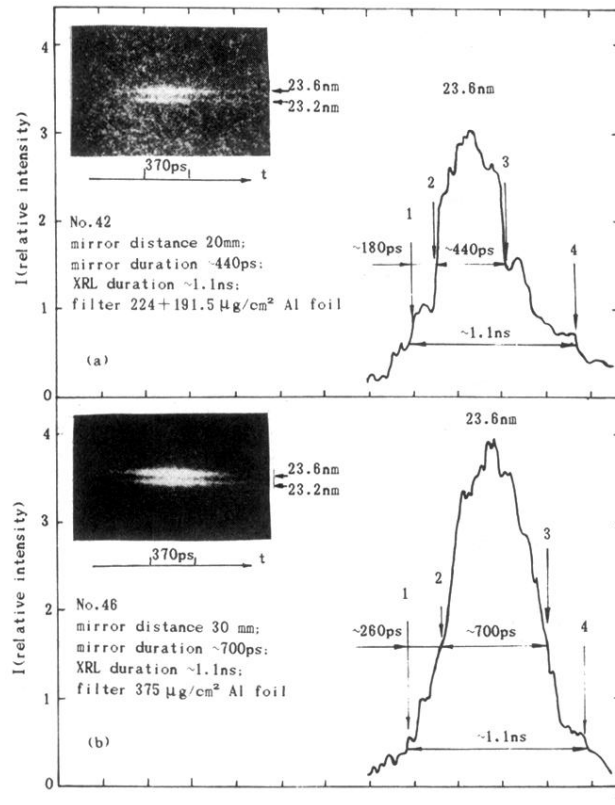 4
3
2
1
0
I(relative intensity)
23.6nm
23.2nm
370ps
t
No.42
mirror distance 20mm;
mirror duration ~440ps;
XRL duration ~1.1ns;
filter 224+191.5 μg/cm² Al foil
(a)
23.6nm
1
2
3
4
~180ps
~440ps
~1.1ns
4
3
2
1
0
I(relative intensity)
23.6nm
23.2nm
370ps
t
No.46
mirror distance 30 mm;
mirror duration ~700ps;
XRL duration ~1.1ns;
filter 375 μg/cm² Al foil
(b)
23.6nm
1
2
3
4
~260ps
~700ps
~1.1ns